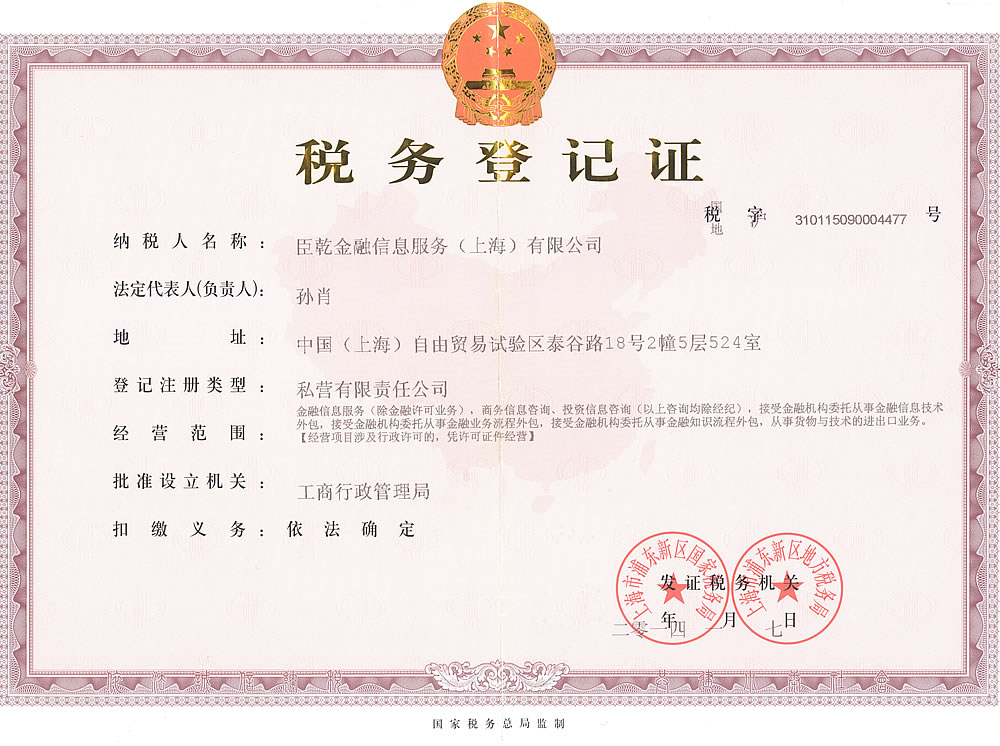 税务登记证
国地税 字 310115090004477 号
纳税人名称： 臣乾金融信息服务（上海）有限公司
法定代表人(负责人)： 孙肖
地 址： 中国（上海）自由贸易试验区泰谷路18号2幢5层524室
登记注册类型： 私营有限责任公司
经营范围： 金融信息服务（除金融许可业务），商务信息咨询、投资信息咨询（以上咨询均除经纪），接受金融机构委托从事金融信息技术
外包，接受金融机构委托从事金融业务流程外包，接受金融机构委托从事金融知识流程外包，从事货物与技术的进出口业务。
【经营项目涉及行政许可的，凭许可证件经营】
批准设立机关： 工商行政管理局
扣缴义务： 依法确定
上海市浦东新区国家税务局
上海市浦东新区地方税务局
发证税务机关
二零一四年一月七日
依法诚信纳税 共建和谐社会
国家税务总局监制